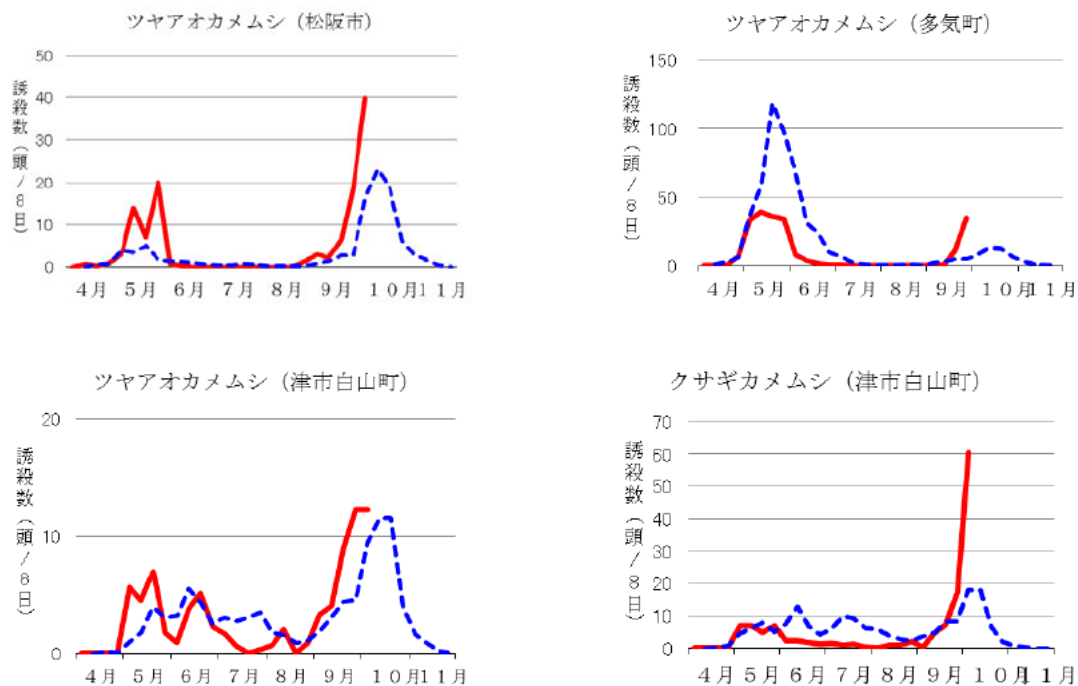 ツヤアオカメムシ（松阪市）
誘殺数（頭/8日）
50
40
30
20
10
0
4月 5月 6月 7月 8月 9月 10月11月
ツヤアオカメムシ（多気町）
誘殺数（頭/8日）
150
100
50
0
4月 5月 6月 7月 8月 9月 10月11月
ツヤアオカメムシ（津市白山町）
誘殺数（頭/8日）
20
10
0
4月 5月 6月 7月 8月 9月 10月11月
クサギカメムシ（津市白山町）
誘殺数（頭/8日）
70
60
50
40
30
20
10
0
4月 5月 6月 7月 8月 9月 10月11月